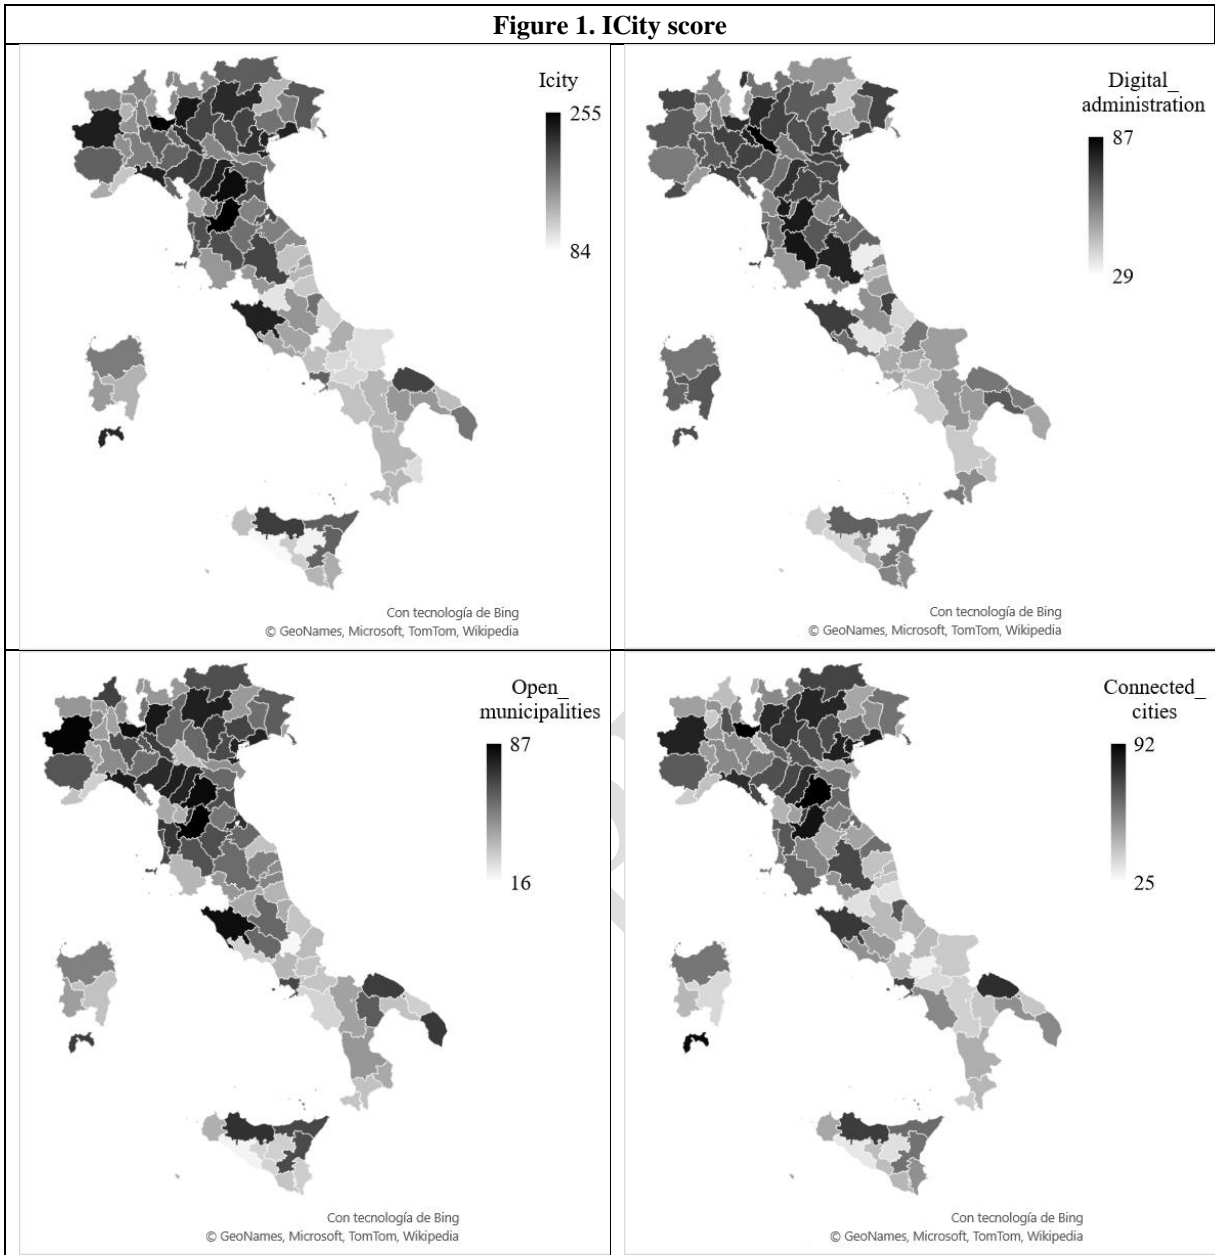 Figure 1. ICity score
Icity
255
84
Con tecnología de Bing
© GeoNames, Microsoft, TomTom, Wikipedia
Digital_
administration
87
29
Con tecnología de Bing
© GeoNames, Microsoft, TomTom, Wikipedia
Open_
municipalities
87
16
Con tecnología de Bing
© GeoNames, Microsoft, TomTom, Wikipedia
Connected_
cities
92
25
Con tecnología de Bing
© GeoNames, Microsoft, TomTom, Wikipedia